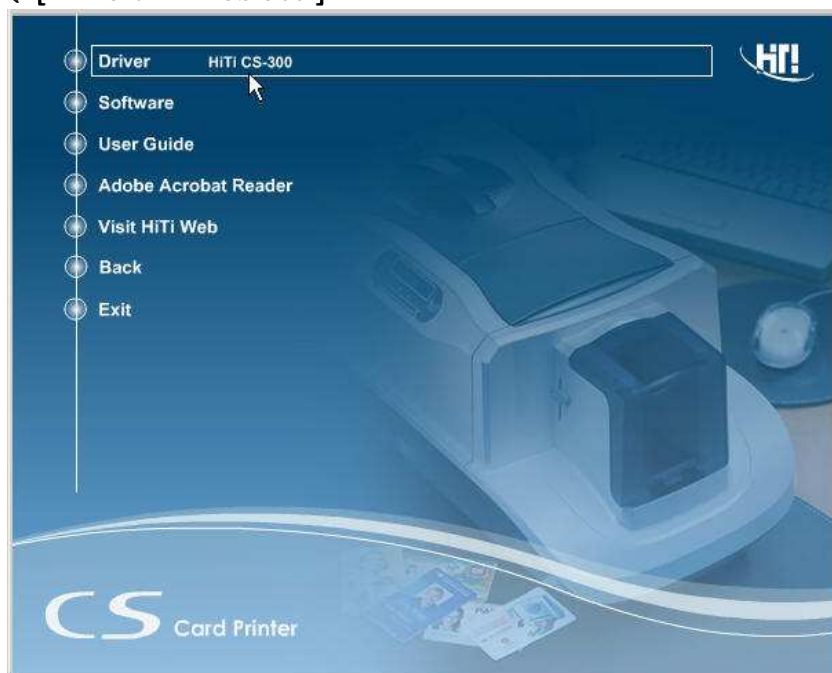 Driver HiTi CS-300
HiTi
Software
User Guide
Adobe Acrobat Reader
Visit HiTi Web
Back
Exit
CS Card Printer